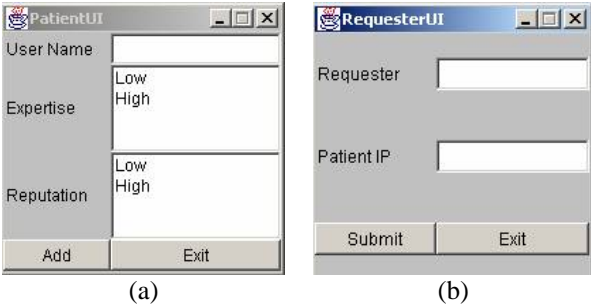 PatientUI
User Name
Expertise
Low
High
Reputation
Low
High
Add Exit
(a)
RequesterUI
Requester
Patient IP
Submit Exit
(b)